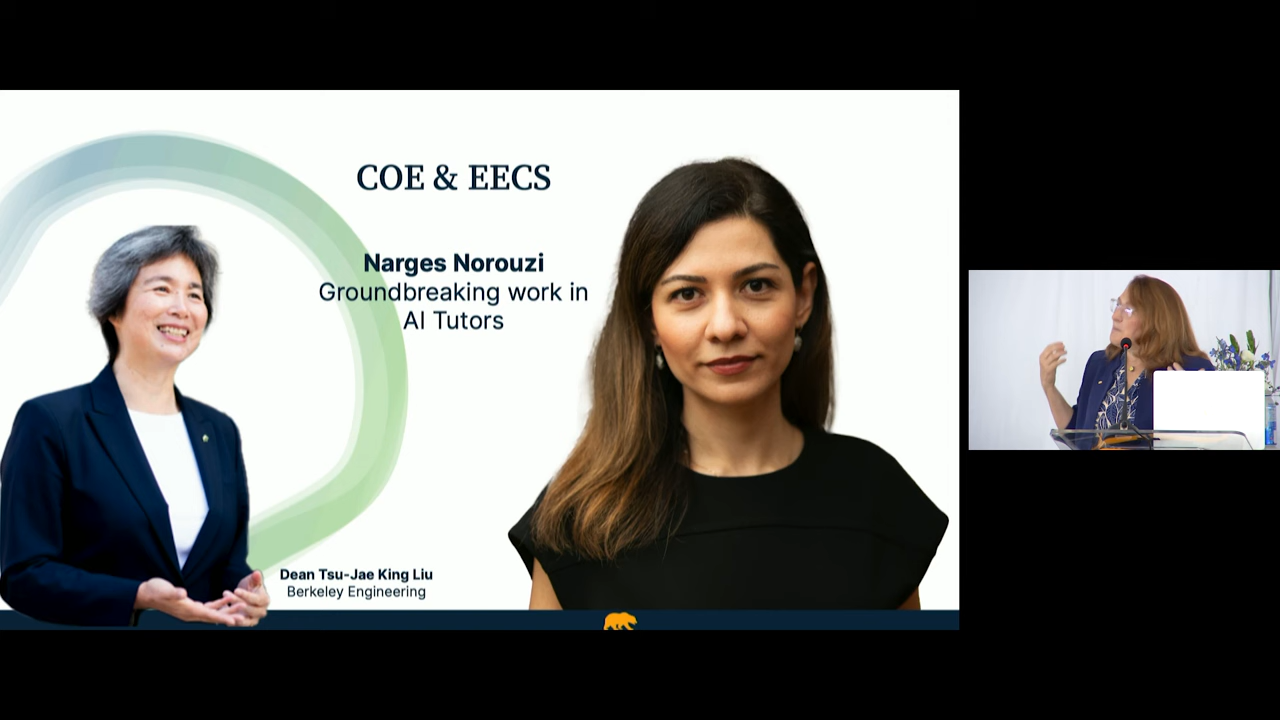 COE & EECS
Narges Norouzi
Groundbreaking work in
AI Tutors
Dean Tsu-Jae King Liu
Berkeley Engineering